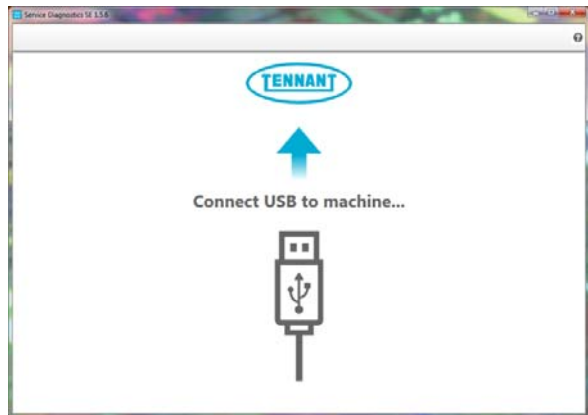 Service Diagnostics SE 1.5.6
TENNANT
Connect USB to machine...